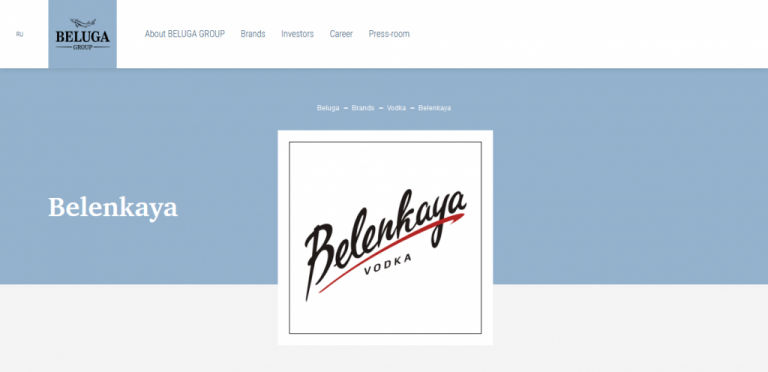 RU
BELUGA
GROUP
About BELUGA GROUP Brands Investors Career Press-room
Beluga – Brands – Vodka – Belenkaya
Belenkaya
Belenkaya
VODKA